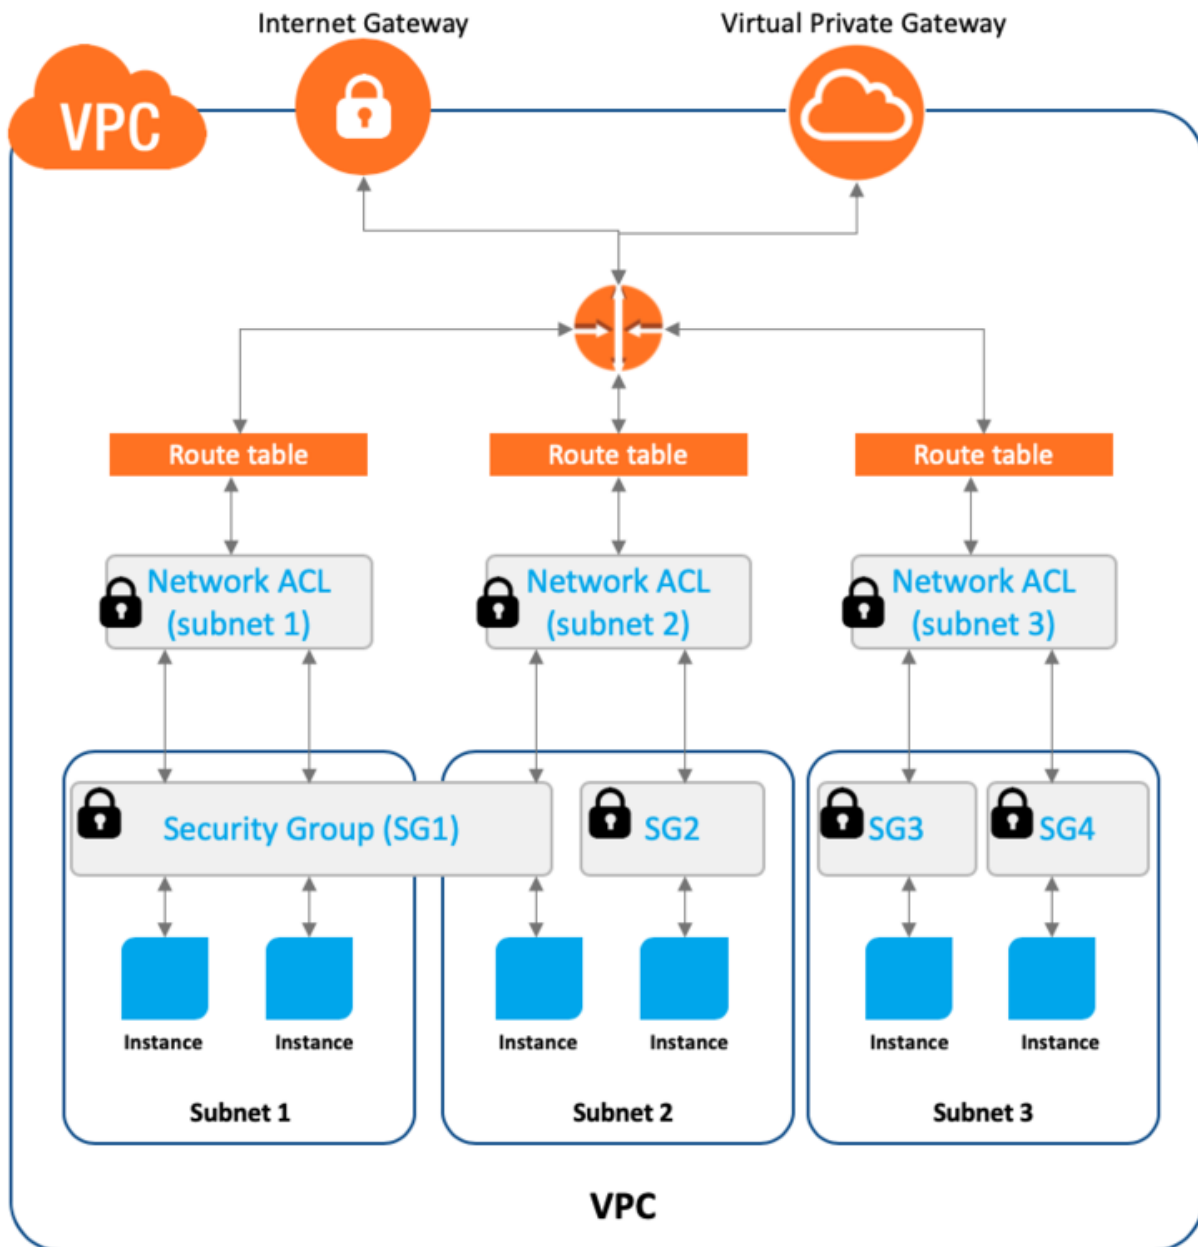 Internet Gateway
Virtual Private Gateway
VPC
Route table
Route table
Route table
Network ACL
(subnet 1)
Network ACL
(subnet 2)
Network ACL
(subnet 3)
Security Group (SG1)
SG2
SG3
SG4
Instance
Instance
Instance
Instance
Instance
Instance
Subnet 1
Subnet 2
Subnet 3
VPC